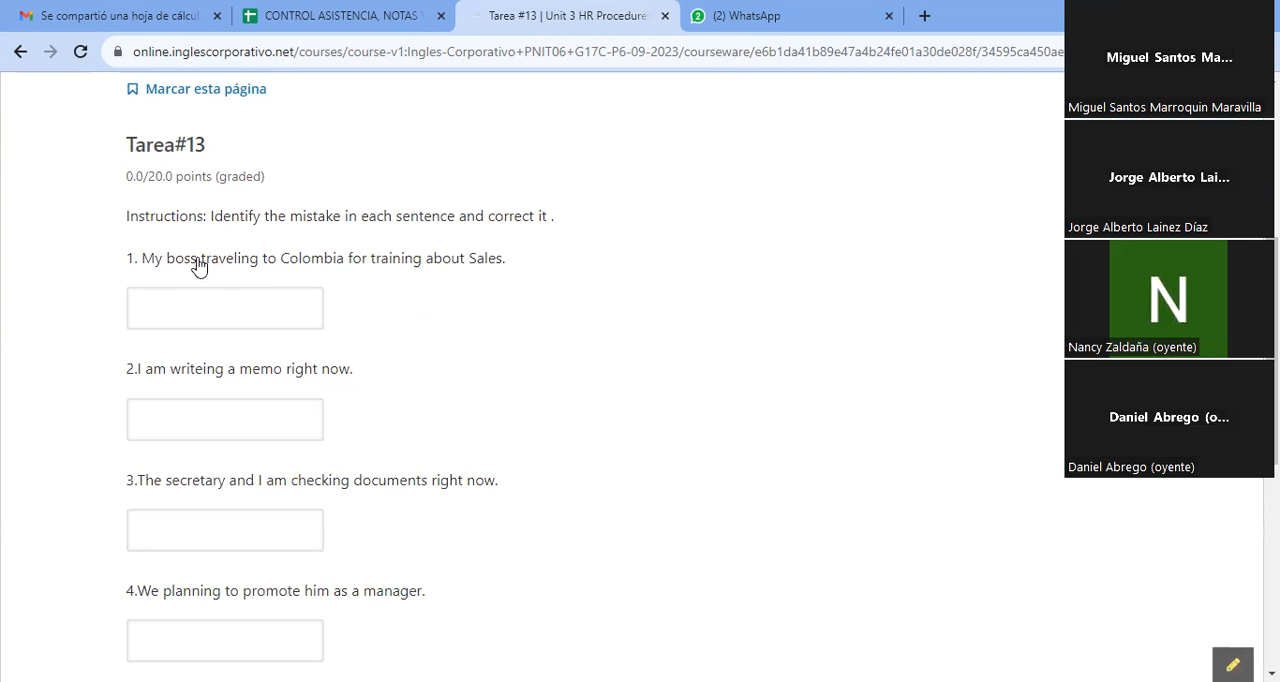 Se compartió una hoja de cálcul
CONTROL ASISTENCIA, NOTAS Y
Tarea #13 | Unit 3 HR Procedure
(2) WhatsApp
online.inglescorporativo.net/courses/course-v1:Ingles-Corporativo+PNIT06+G17C-P6-09-2023/courseware/e6b1da41b89e47a4b24fe01a30de028f/34595ca450ae
Marcar esta página
Tarea#13
0.0/20.0 points (graded)
Instructions: Identify the mistake in each sentence and correct it .
1. My boss traveling to Colombia for training about Sales.
2.I am writeing a memo right now.
3.The secretary and I am checking documents right now.
4.We planning to promote him as a manager.
Miguel Santos Ma...
Miguel Santos Marroquin Maravilla
Jorge Alberto Lai...
Jorge Alberto Lainez Díaz
N
Nancy Zaldaña (oyente)
Daniel Abrego (o...
Daniel Abrego (oyente)